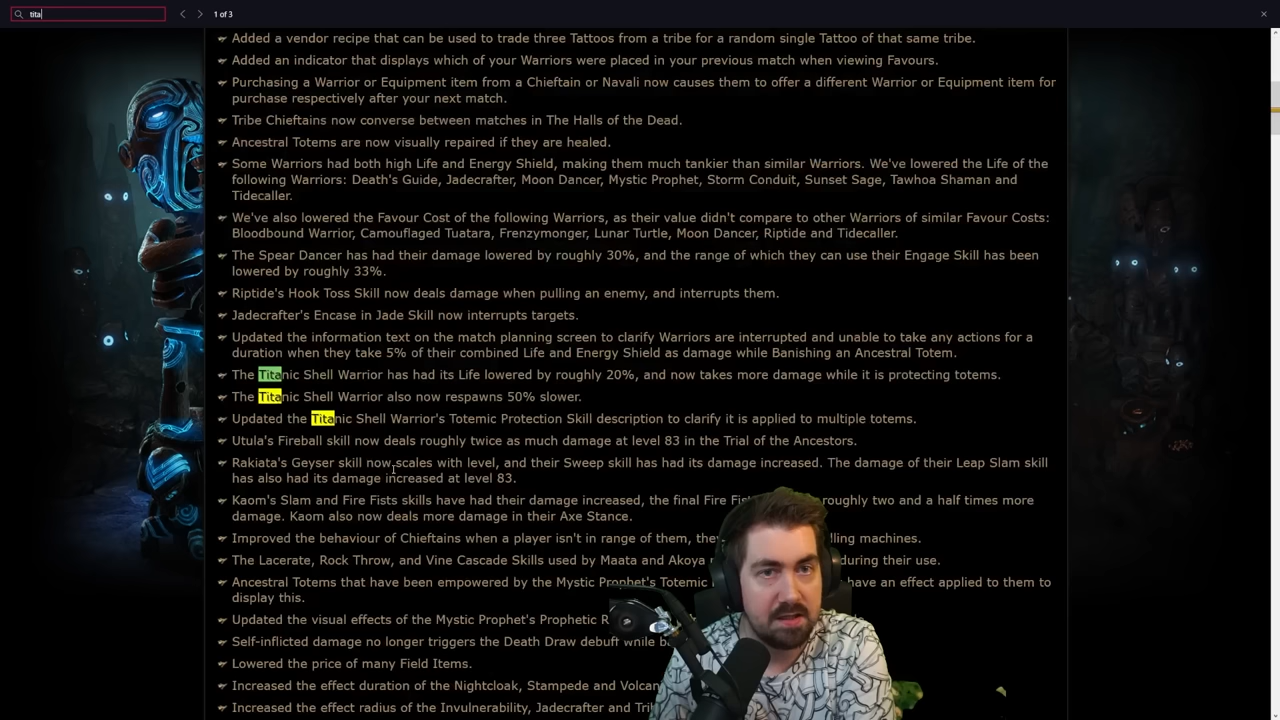 tita
1 of 3
Added a vendor recipe that can be used to trade three Tattoos from a tribe for a random single Tattoo of that same tribe.
Added an indicator that displays which of your Warriors were placed in your previous match when viewing Favours.
Purchasing a Warrior or Equipment item from a Chieftain or Navali now causes them to offer a different Warrior or Equipment item for
purchase respectively after your next match.
Tribe Chieftains now converse between matches in The Halls of the Dead.
Ancestral Totems are now visually repaired if they are healed.
Some Warriors had both high Life and Energy Shield, making them much tankier than similar Warriors. We've lowered the Life of the
following Warriors: Death's Guide, Jadecrafter, Moon Dancer, Mystic Prophet, Storm Conduit, Sunset Sage, Tawhoa Shaman and
Tidecaller.
We've also lowered the Favour Cost of the following Warriors, as their value didn't compare to other Warriors of similar Favour Costs:
Bloodbound Warrior, Camouflaged Tuatara, Frenzymonger, Lunar Turtle, Moon Dancer, Riptide and Tidecaller.
The Spear Dancer has had their damage lowered by roughly 30%, and the range of which they can use their Engage Skill has been
lowered by roughly 33%.
Riptide's Hook Toss Skill now deals damage when pulling an enemy, and interrupts them.
Jadecrafter's Encase in Jade Skill now interrupts targets.
Updated the information text on the match planning screen to clarify Warriors are interrupted and unable to take any actions for a
duration when they take 5% of their combined Life and Energy Shield as damage while Banishing an Ancestral Totem.
The Titanic Shell Warrior has had its Life lowered by roughly 20%, and now takes more damage while it is protecting totems.
The Titanic Shell Warrior also now respawns 50% slower.
Updated the Titanic Shell Warrior's Totemic Protection Skill description to clarify it is applied to multiple totems.
Utula's Fireball skill now deals roughly twice as much damage at level 83 in the Trial of the Ancestors.
Rakiata's Geyser skill now scales with level, and their Sweep skill has had its damage increased. The damage of their Leap Slam skill
has also had its damage increased at level 83.
Kaom's Slam and Fire Fists skills have had their damage increased, the final Fire Fis roughly two and a half times more
damage. Kaom also now deals more damage in their Axe Stance.
Improved the behaviour of Chieftains when a player isn't in range of them, the lling machines.
The Lacerate, Rock Throw, and Vine Cascade Skills used by Maata and Akoya during their use.
Ancestral Totems that have been empowered by the Mystic Prophet's Totemic have an effect applied to them to
display this.
Updated the visual effects of the Mystic Prophet's Prophetic R
Self-inflicted damage no longer triggers the Death Draw debuff while b
Lowered the price of many Field Items.
Increased the effect duration of the Nightcloak, Stampede and Volcan
Increased the effect radius of the Invulnerability, Jadecrafter and Tri